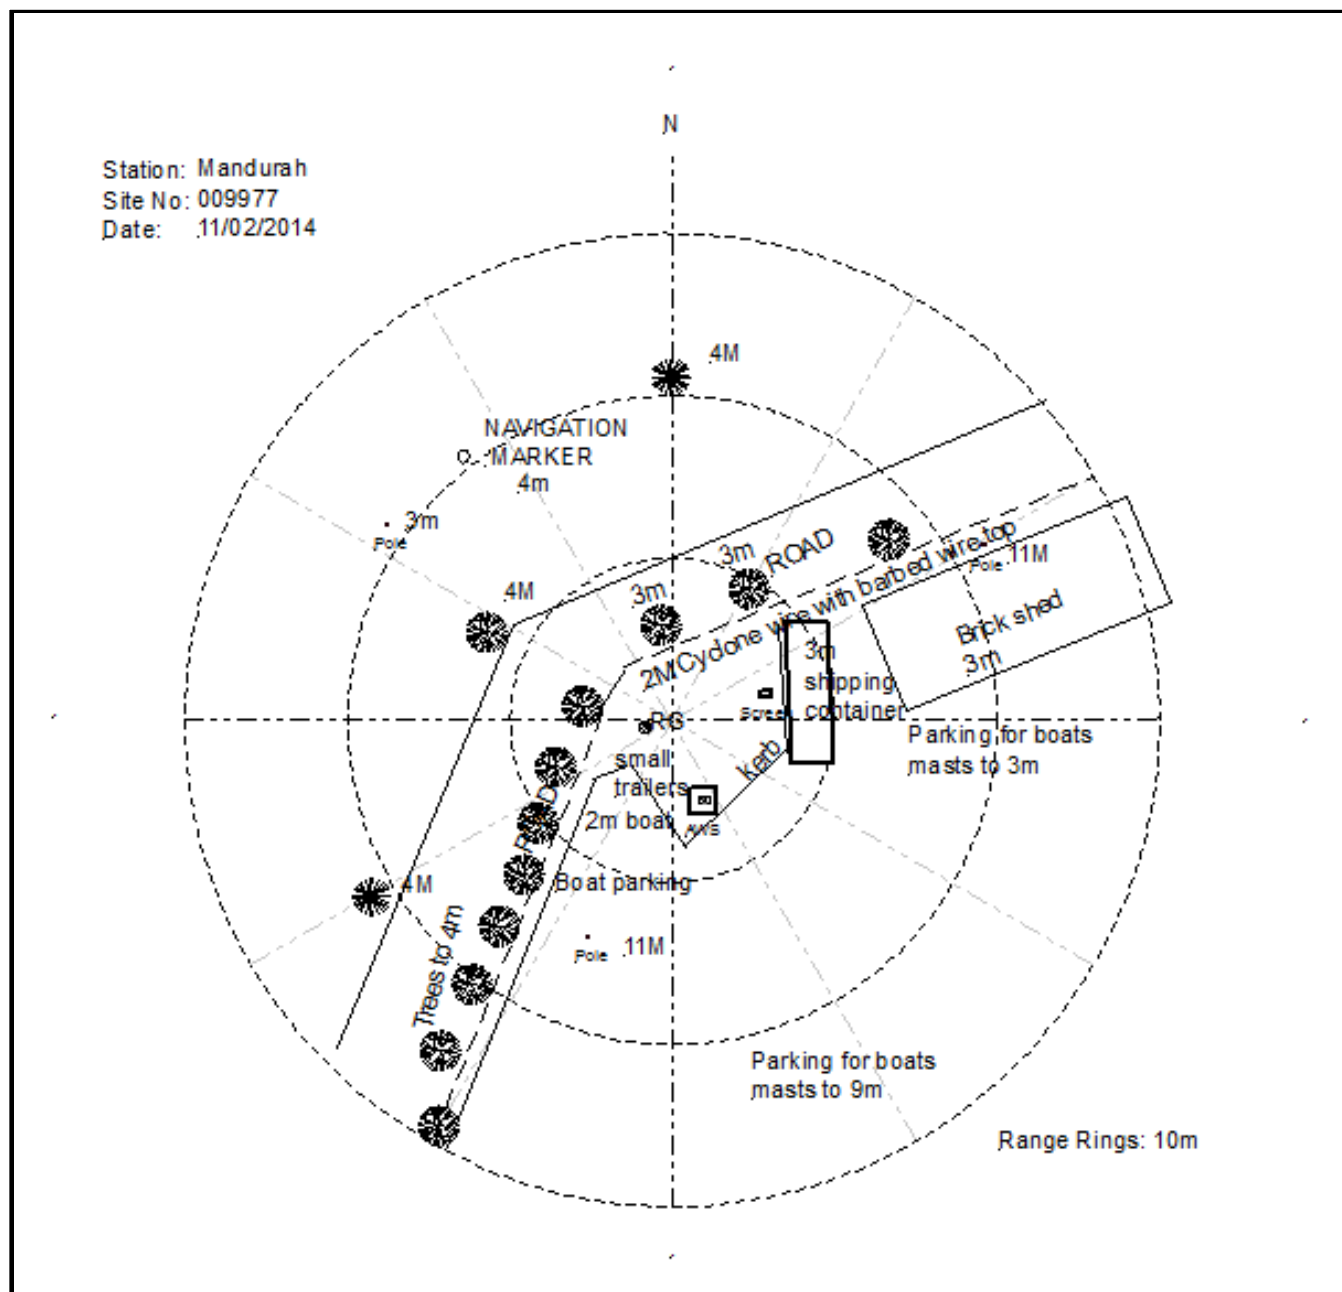 N
Station: Mandurah
Site No: 009977
Date: 11/02/2014
4M
NAVIGATION
MARKER
4m
3m
Pole
3m
ROAD
11M
Pole
4M
3m
2M Cyclone wire with barbed wire top
Brick shed
3m
3m
shipping
container
Screen
RG
Parking for boats
masts to 3m
kerb
small
trailers
2m boat
AWS
ROAD
4M
Boat parking
Trees to 4m
Pole
11M
Parking for boats
masts to 9m
Range Rings: 10m